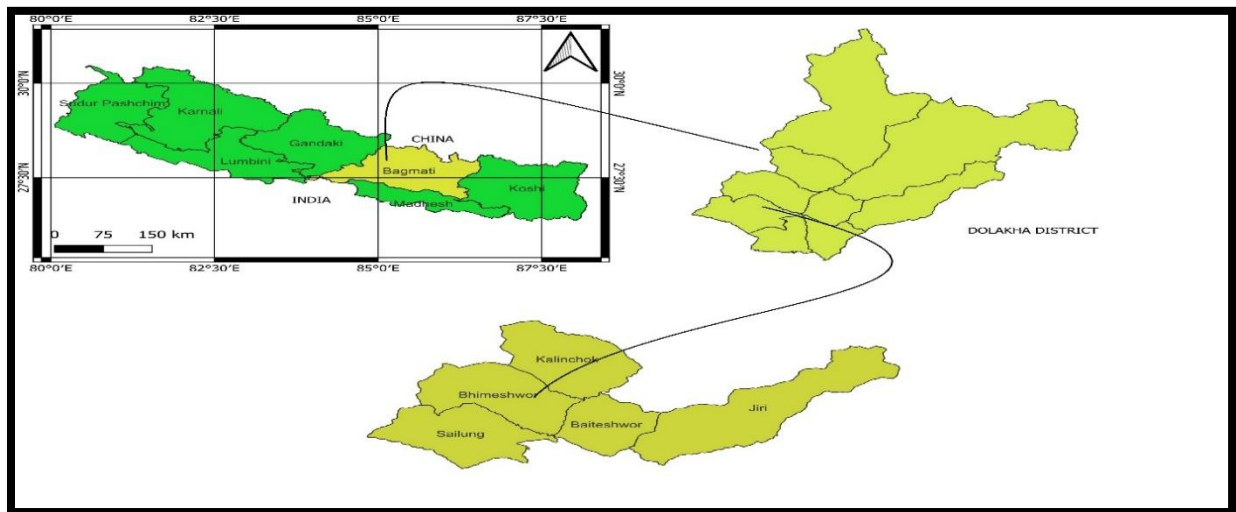 80°0'E 82°30'E 85°0'E 87°30'E
30°0'N 30°0'N
Sudur Pashchim
Karnali
Gandaki
CHINA
Lumbini
Bagmati
27°30'N 27°30'N
Koshi
INDIA
Madhesh
0 75 150 km
80°0'E 82°30'E 85°0'E 87°30'E
DOLAKHA DISTRICT
Kalinchok
Bhimeshwor
Jiri
Baiteshwor
Sailung